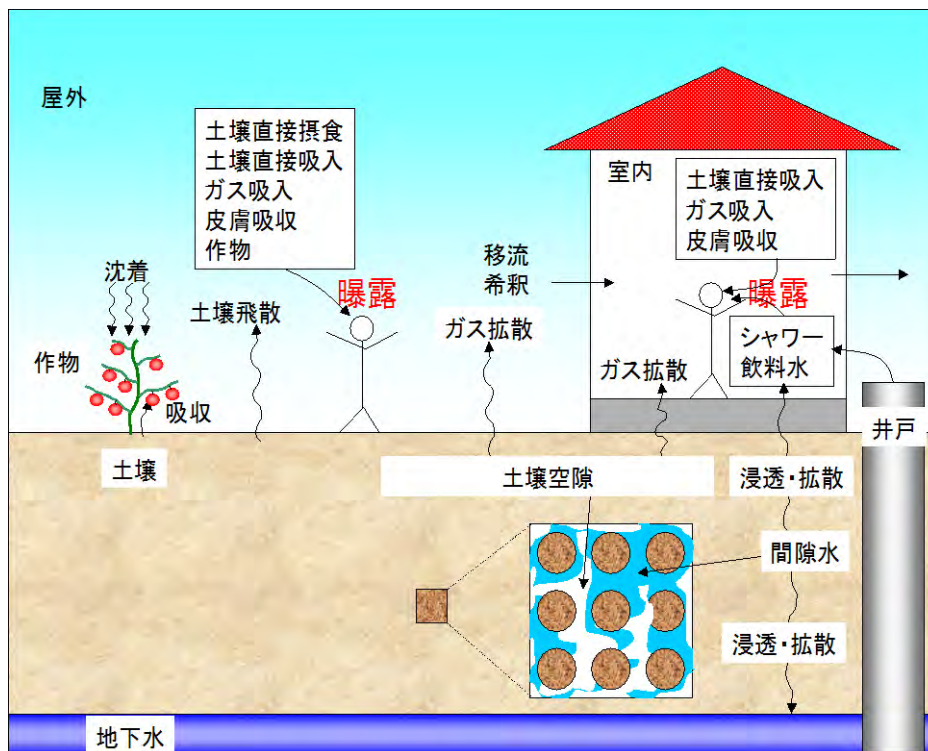 屋外
土壌直接摂食
土壌直接吸入
ガス吸入
皮膚吸収
作物
室内
土壌直接吸入
ガス吸入
皮膚吸収
移流
希釈
沈着
曝露
曝露
土壌飛散
ガス拡散
シャワー
飲料水
作物
ガス拡散
吸収
井戸
土壌
土壌空隙
浸透・拡散
間隙水
浸透・拡散
地下水